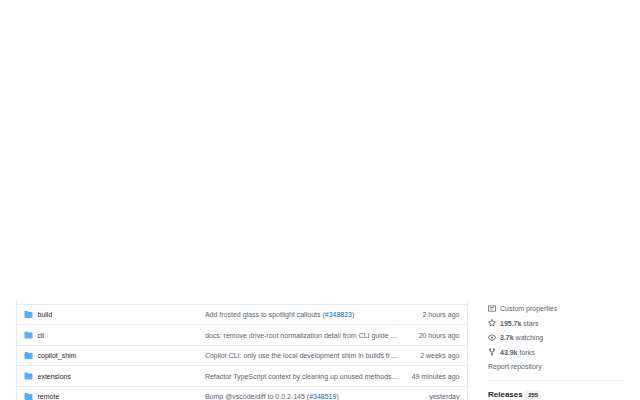 build Add frosted glass to spotlight callouts (#348823) 2 hours ago
cli docs: remove drive-root normalization detail from CLI guide ... 20 hours ago
copilot_shim Copilot CLI: only use the local development shim in builds fr... 2 weeks ago
extensions Refactor TypeScript context by cleaning up unused methods... 49 minutes ago
remote Bump @vscode/diff to 0.0.2-145 (#348519) yesterday
Custom properties
195.7k stars
3.7k watching
43.9k forks
Report repository
Releases 255